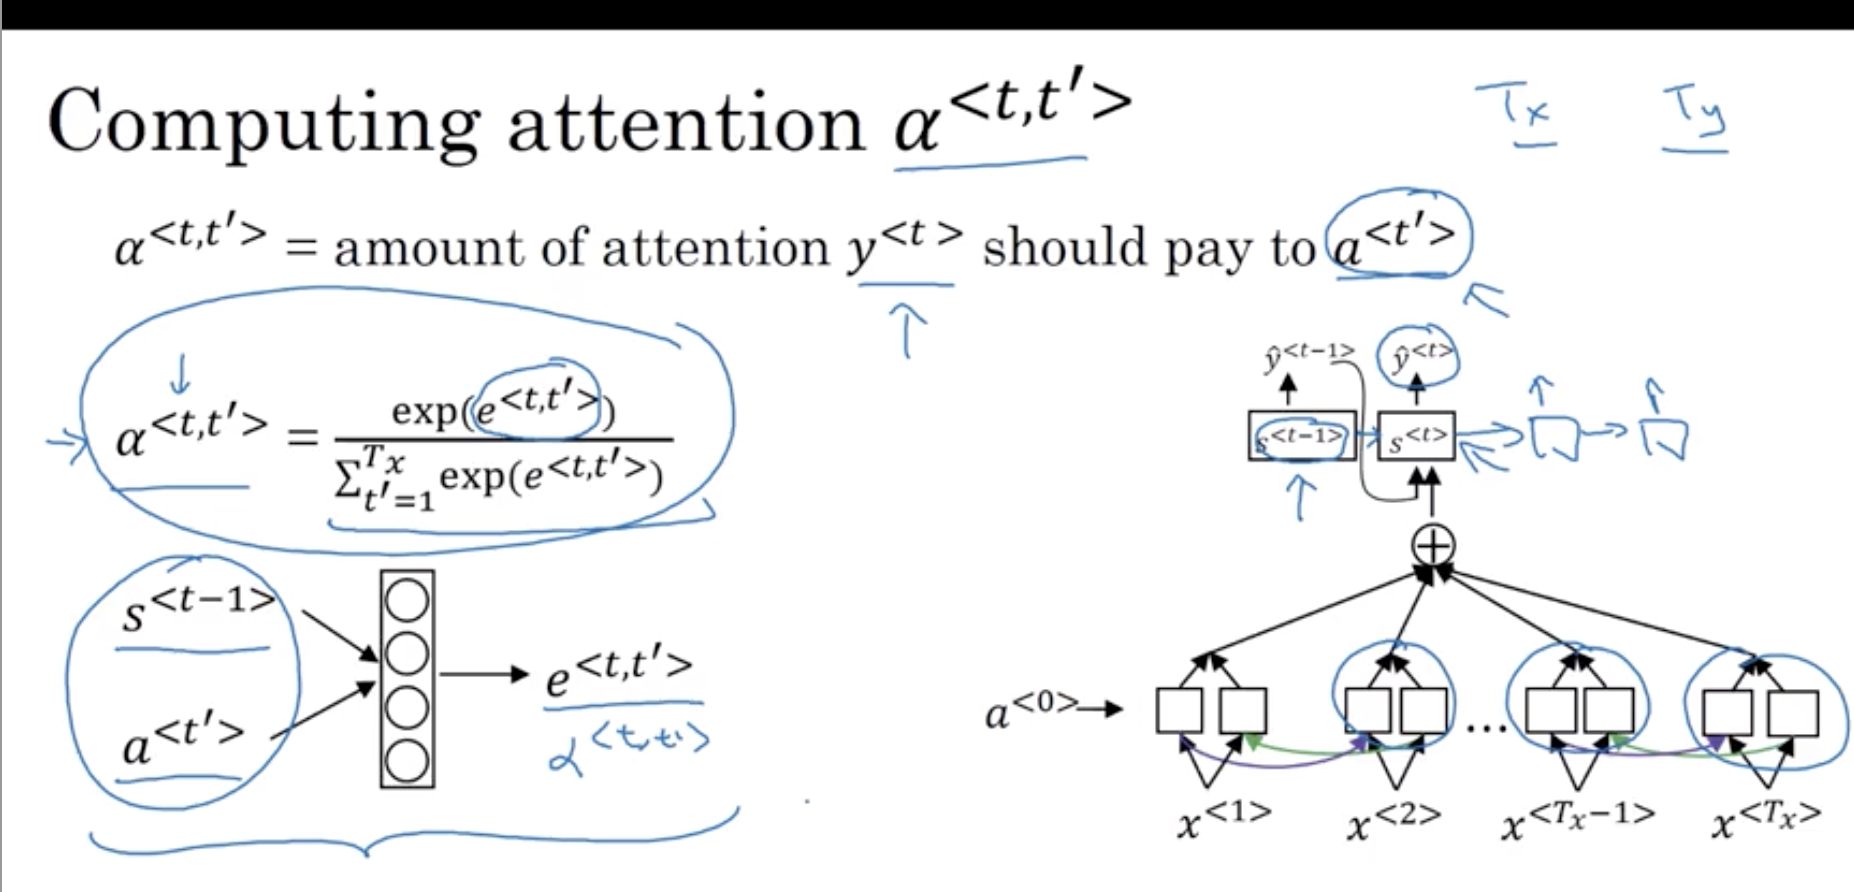 Computing attention α<t,t′>
Tx Ty
α<t,t′> = amount of attention y<t> should pay to a<t′>
α<t,t′> = exp(e<t,t′>) / Σ_{t′=1}^{Tx} exp(e<t,t′>)
s<t−1>
a<t′>
e<t,t′>
α<t,t'>
ŷ<t−1> ŷ<t>
s<t−1> s<t>
+
a<0> ...
x<1> x<2> x<Tx−1> x<Tx>